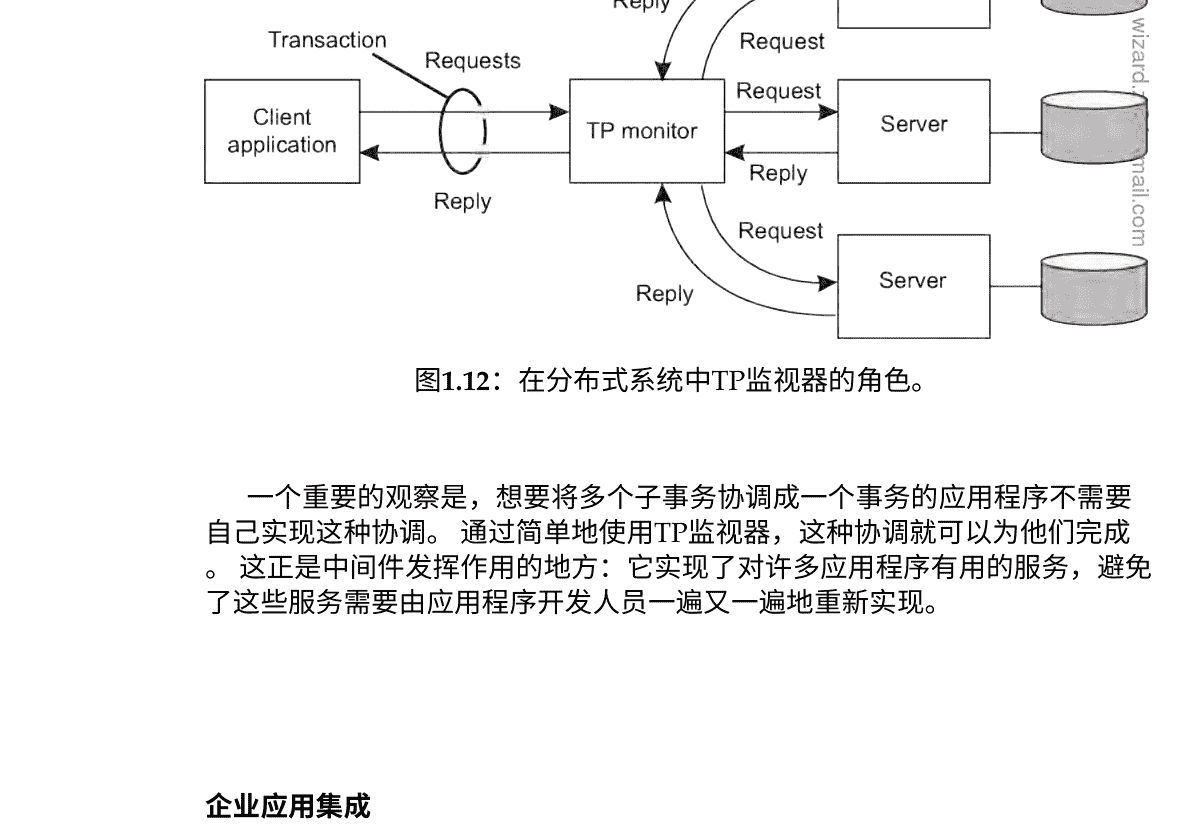 Reply
Transaction
Requests
Request
Request
Client
application
TP monitor
Server
Reply
Reply
Request
Server
Reply
图1.12：在分布式系统中TP监视器的角色。
一个重要的观察是，想要将多个子事务协调成一个事务的应用程序不需要
自己实现这种协调。 通过简单地使用TP监视器，这种协调就可以为他们完成
。 这正是中间件发挥作用的地方：它实现了对许多应用程序有用的服务，避免
了这些服务需要由应用程序开发人员一遍又一遍地重新实现。
企业应用集成
wizard.
mail.com